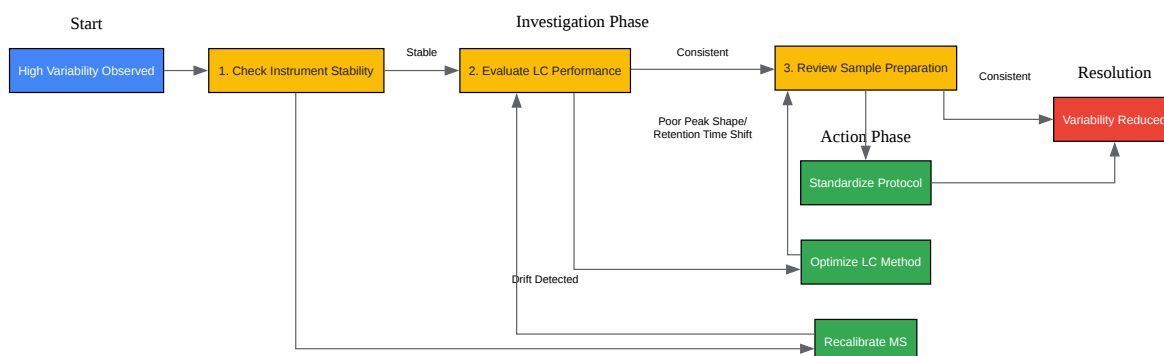 Start
Investigation Phase
High Variability Observed
1. Check Instrument Stability
Stable
2. Evaluate LC Performance
Consistent
3. Review Sample Preparation
Consistent
Resolution
Variability Reduced
Poor Peak Shape/
Retention Time Shift
Action Phase
Standardize Protocol
Optimize LC Method
Drift Detected
Recalibrate MS